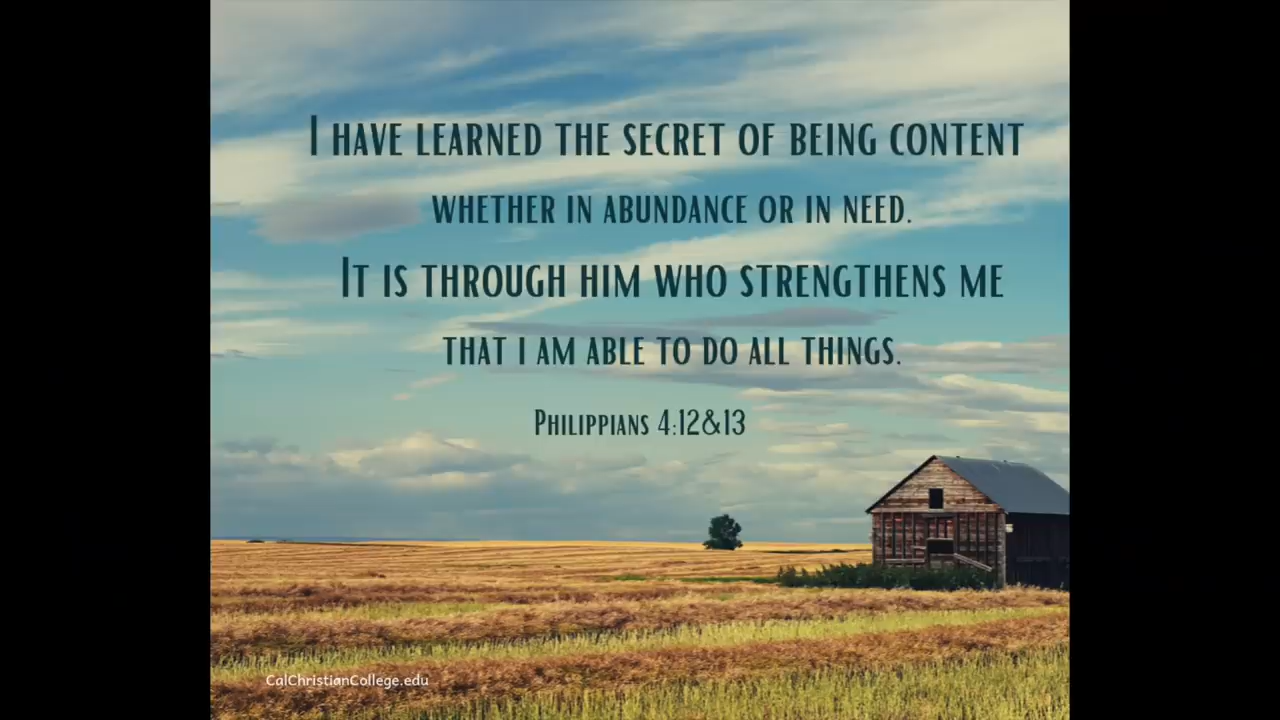 I have learned the secret of being content
whether in abundance or in need.
It is through him who strengthens me
that I am able to do all things.
Philippians 4:12&13
CalChristianCollege.edu